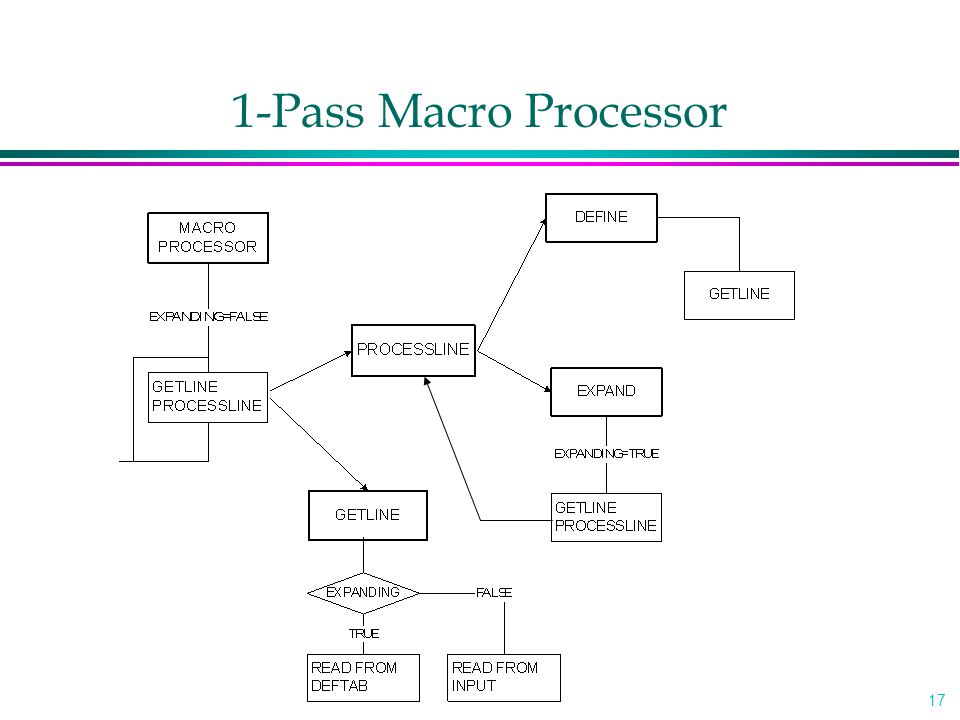 1-Pass Macro Processor
MACRO
PROCESSOR
EXPANDING=FALSE
GETLINE
PROCESSLINE
PROCESSLINE
DEFINE
GETLINE
EXPAND
EXPANDING=TRUE
GETLINE
PROCESSLINE
GETLINE
EXPANDING
FALSE
TRUE
READ FROM
DEFTAB
READ FROM
INPUT
17